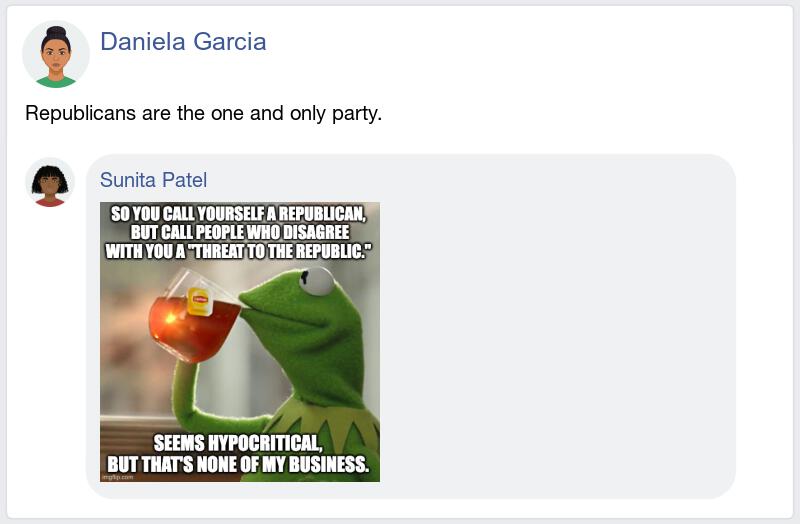 Daniela Garcia
Republicans are the one and only party.
Sunita Patel
SO YOU CALL YOURSELF A REPUBLICAN,
BUT CALL PEOPLE WHO DISAGREE
WITH YOU A "THREAT TO THE REPUBLIC."
SEEMS HYPOCRITICAL,
BUT THAT'S NONE OF MY BUSINESS.
imgflip.com